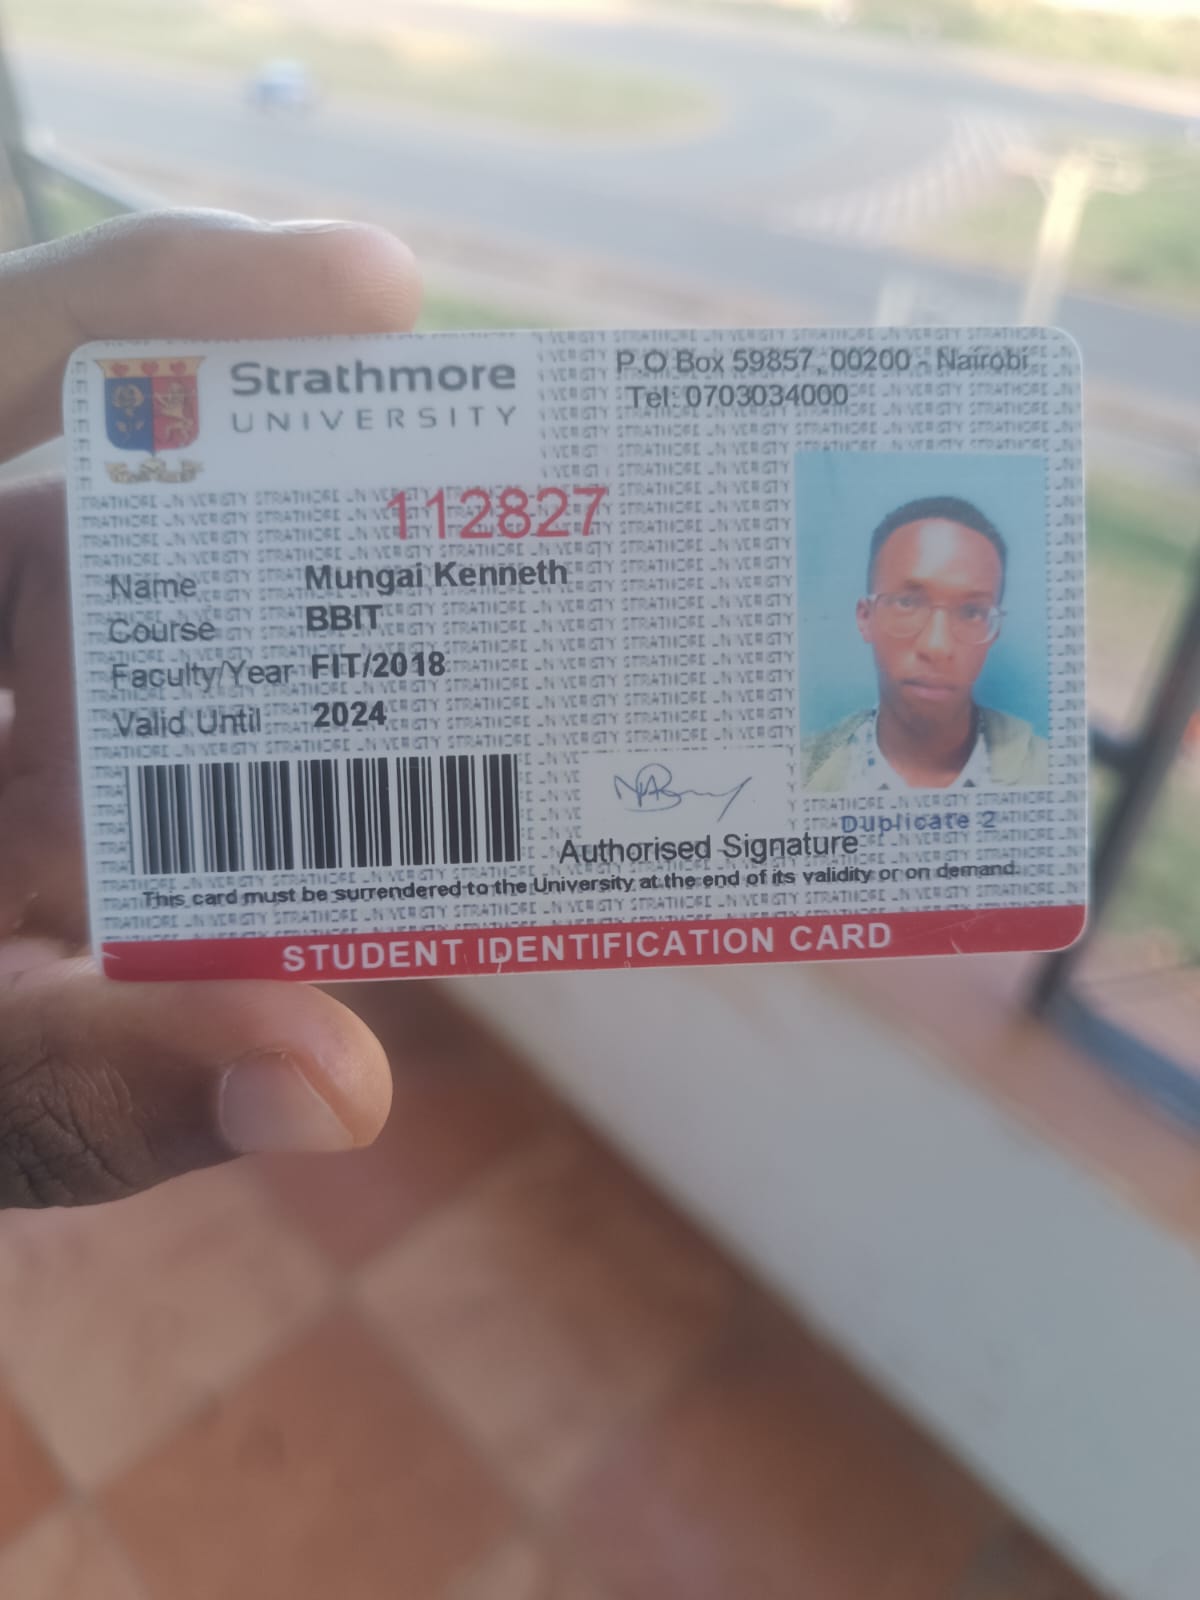 Strathmore
UNIVERSITY
P.O Box 59857, 00200 - Nairobi
Tel: 0703034000
112827
Name Mungai Kenneth
Course BBIT
Faculty/Year FIT/2018
Valid Until 2024
Duplicate 2
Authorised Signature
This card must be surrendered to the University at the end of its validity or on demand.
STUDENT IDENTIFICATION CARD